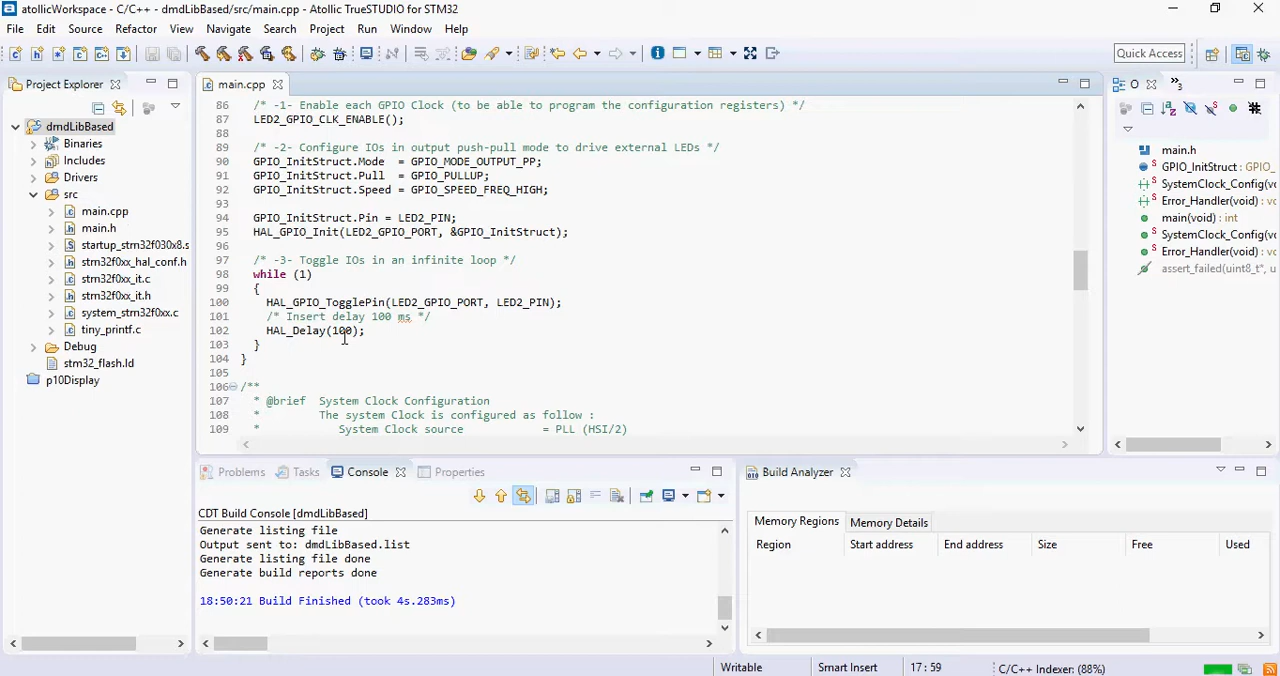 atollicWorkspace - C/C++ - dmdLibBased/src/main.cpp - Atollic TrueSTUDIO for STM32
File Edit Source Refactor View Navigate Search Project Run Window Help
Quick Access
Project Explorer
dmdLibBased
Binaries
Includes
Drivers
src
main.cpp
main.h
startup_stm32f030x8.s
stm32f0xx_hal_conf.h
stm32f0xx_it.c
stm32f0xx_it.h
system_stm32f0xx.c
tiny_printf.c
Debug
stm32_flash.ld
p10Display
main.cpp
86 /* -1- Enable each GPIO Clock (to be able to program the configuration registers) */
87 LED2_GPIO_CLK_ENABLE();
88
89 /* -2- Configure IOs in output push-pull mode to drive external LEDs */
90 GPIO_InitStruct.Mode  = GPIO_MODE_OUTPUT_PP;
91 GPIO_InitStruct.Pull  = GPIO_PULLUP;
92 GPIO_InitStruct.Speed = GPIO_SPEED_FREQ_HIGH;
93
94 GPIO_InitStruct.Pin = LED2_PIN;
95 HAL_GPIO_Init(LED2_GPIO_PORT, &GPIO_InitStruct);
96
97 /* -3- Toggle IOs in an infinite loop */
98 while (1)
99 {
100 HAL_GPIO_TogglePin(LED2_GPIO_PORT, LED2_PIN);
101 /* Insert delay 100 ms */
102 HAL_Delay(100);
103 }
104 }
105
106 /**
107 * @brief  System Clock Configuration
108 * The system Clock is configured as follow :
109 * System Clock source = PLL (HSI/2)
O
main.h
GPIO_InitStruct : GPIO_
SystemClock_Config(v
Error_Handler(void) : vo
main(void) : int
SystemClock_Config(v
Error_Handler(void) : vo
assert_failed(uint8_t*, u
Problems Tasks Console Properties
CDT Build Console [dmdLibBased]
Generate listing file
Output sent to: dmdLibBased.list
Generate listing file done
Generate build reports done
18:50:21 Build Finished (took 4s.283ms)
Build Analyzer
Memory Regions Memory Details
Region Start address End address Size Free Used
Writable Smart Insert 17 : 59 C/C++ Indexer: (88%)